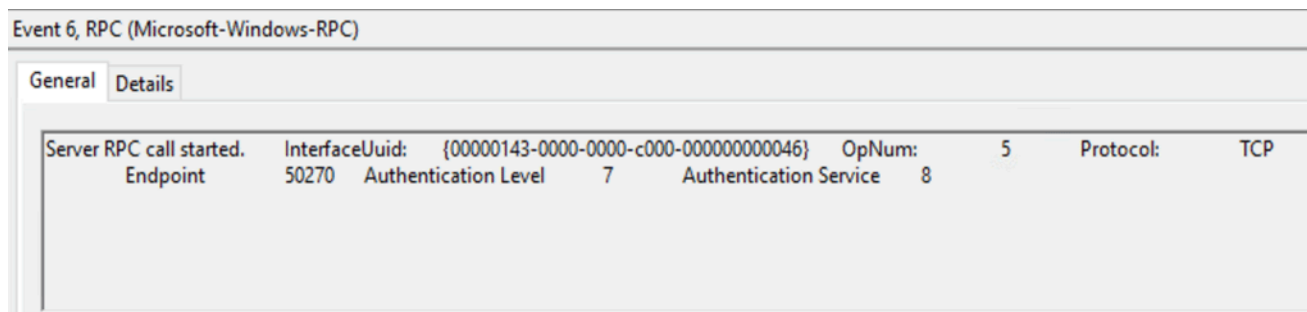 Event 6, RPC (Microsoft-Windows-RPC)
General Details
Server RPC call started. InterfaceUuid: {00000143-0000-0000-c000-000000000046} OpNum: 5 Protocol: TCP
Endpoint 50270 Authentication Level 7 Authentication Service 8